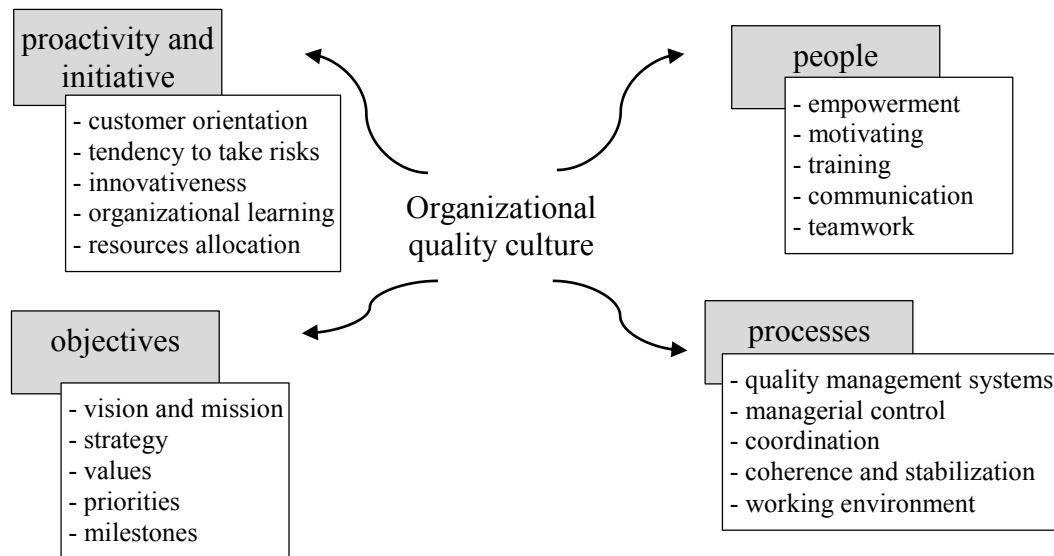 proactivity and
initiative
- customer orientation
- tendency to take risks
- innovativeness
- organizational learning
- resources allocation
people
- empowerment
- motivating
- training
- communication
- teamwork
Organizational
quality culture
objectives
- vision and mission
- strategy
- values
- priorities
- milestones
processes
- quality management systems
- managerial control
- coordination
- coherence and stabilization
- working environment